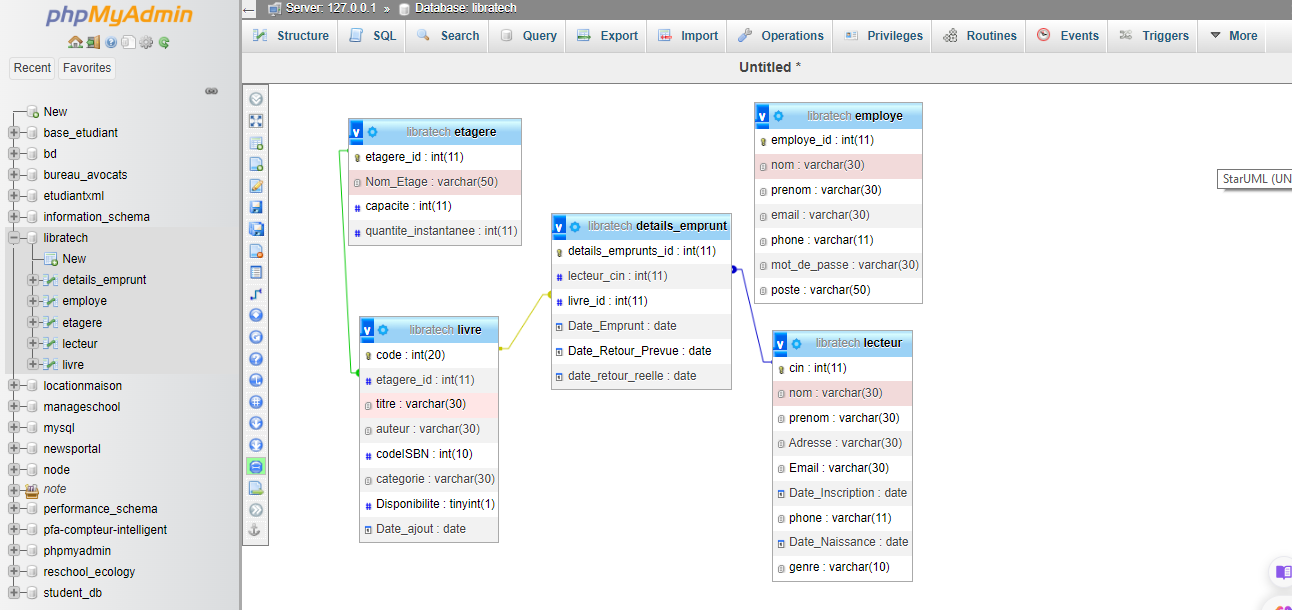 phpMyAdmin
Recent Favorites
New
base_etudiant
bd
bureau_avocats
etudiantxml
information_schema
libratech
New
details_emprunt
employe
etagere
lecteur
livre
locationmaison
manageschool
mysql
newsportal
node
note
performance_schema
pfa-compteur-intelligent
phpmyadmin
reschool_ecology
student_db
Server: 127.0.0.1 » Database: libratech
Structure SQL Search Query Export Import Operations Privileges Routines Events Triggers More
Untitled *
libratech etagere
etagere_id : int(11)
Nom_Etage : varchar(50)
capacite : int(11)
quantite_instantanee : int(11)
libratech livre
code : int(20)
etagere_id : int(11)
titre : varchar(30)
auteur : varchar(30)
codeISBN : int(10)
categorie : varchar(30)
Disponibilite : tinyint(1)
Date_ajout : date
libratech details_emprunt
details_emprunts_id : int(11)
lecteur_cin : int(11)
livre_id : int(11)
Date_Emprunt : date
Date_Retour_Prevue : date
date_retour_reelle : date
libratech employe
employe_id : int(11)
nom : varchar(30)
prenom : varchar(30)
email : varchar(30)
phone : varchar(11)
mot_de_passe : varchar(30)
poste : varchar(50)
libratech lecteur
cin : int(11)
nom : varchar(30)
prenom : varchar(30)
Adresse : varchar(30)
Email : varchar(30)
Date_Inscription : date
phone : varchar(11)
Date_Naissance : date
genre : varchar(10)
StarUML (UN